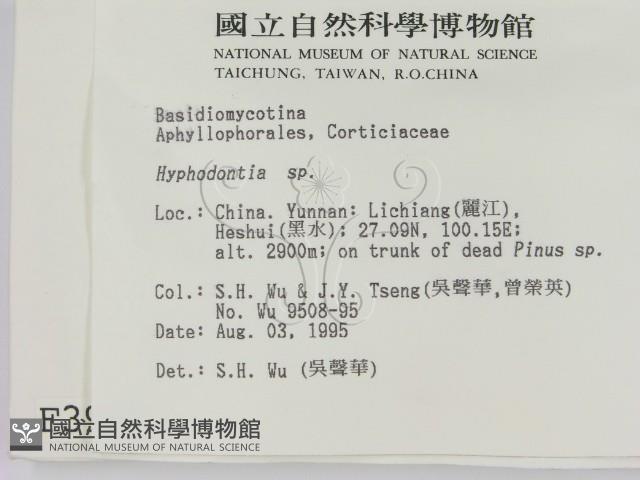 國立自然科學博物館
NATIONAL MUSEUM OF NATURAL SCIENCE
TAICHUNG, TAIWAN, R.O.CHINA
Basidiomycotina
Aphyllophorales, Corticiaceae
Hyphodontia sp.
Loc.: China. Yunnan: Lichiang(麗江),
Heshui(黑水); 27.09N, 100.15E;
alt. 2900m; on trunk of dead Pinus sp.
Col.: S.H. Wu & J.Y. Tseng(吳聲華,曾榮英)
No. Wu 9508-95
Date: Aug. 03, 1995
Det.: S.H. Wu (吳聲華)
國立自然科學博物館
NATIONAL MUSEUM OF NATURAL SCIENCE